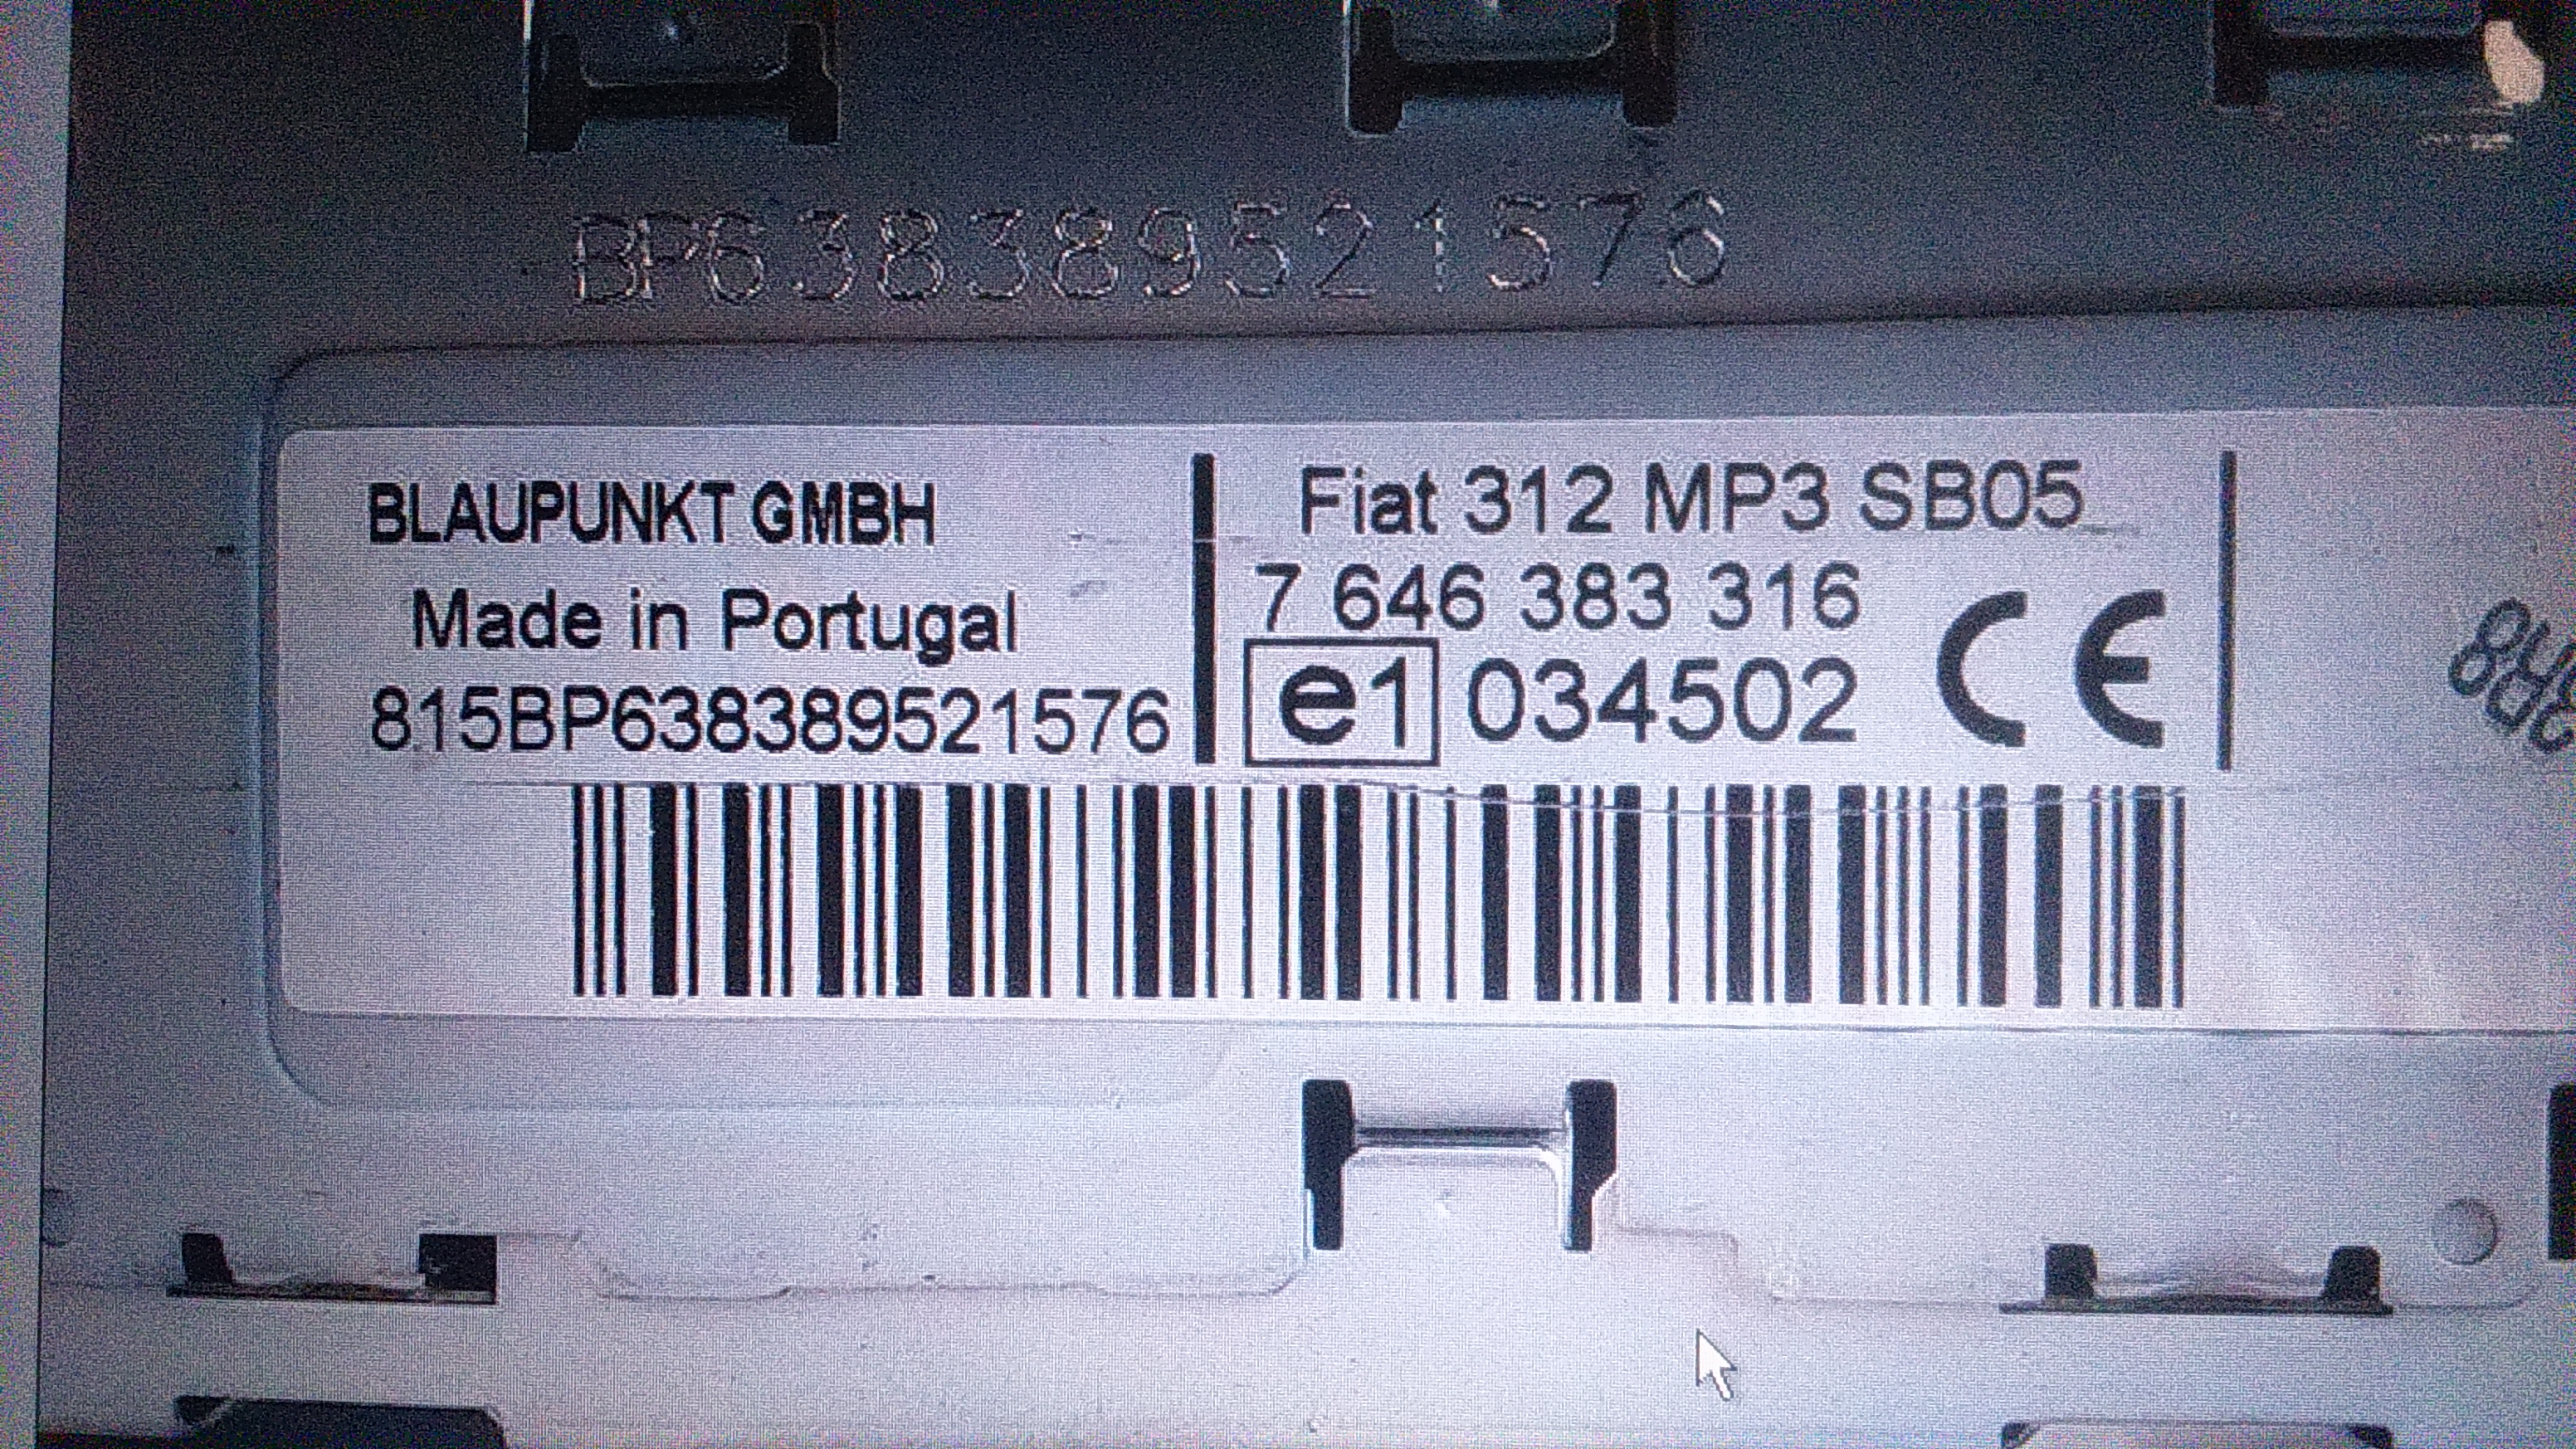 BP638389521576
BLAUPUNKT GMBH
Made in Portugal
815BP638389521576
Fiat 312 MP3 SB05
7 646 383 316
e1 034502 CE